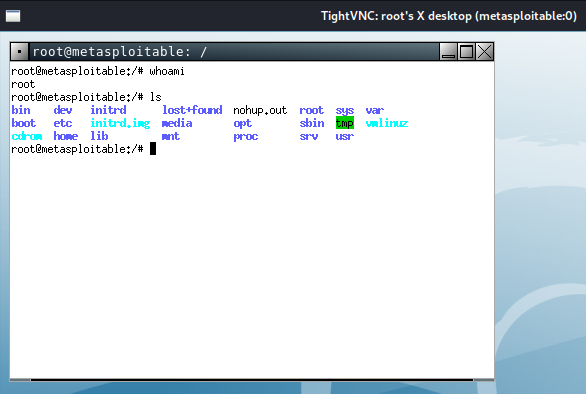 TightVNC: root's X desktop (metasploitable:0)
root@metasploitable: /
root@metasploitable:/# whoami
root
root@metasploitable:/# ls
bin dev initrd lost+found nohup.out root sys var
boot etc initrd.img media opt sbin tmp vmlinuz
cdrom home lib mnt proc srv usr
root@metasploitable:/#